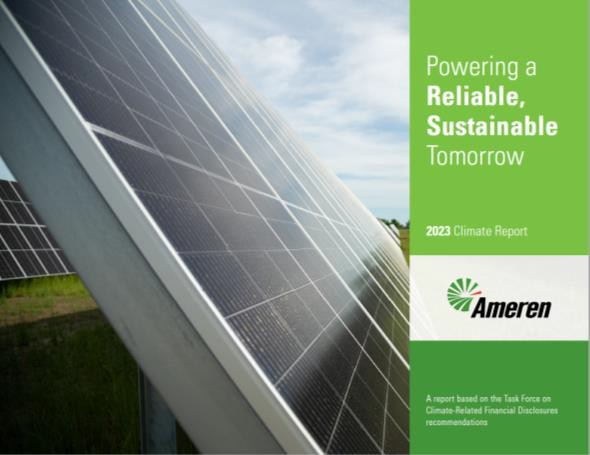 Powering a
Reliable,
Sustainable
Tomorrow
2023 Climate Report
Ameren
A report based on the Task Force on
Climate-Related Financial Disclosures
recommendations